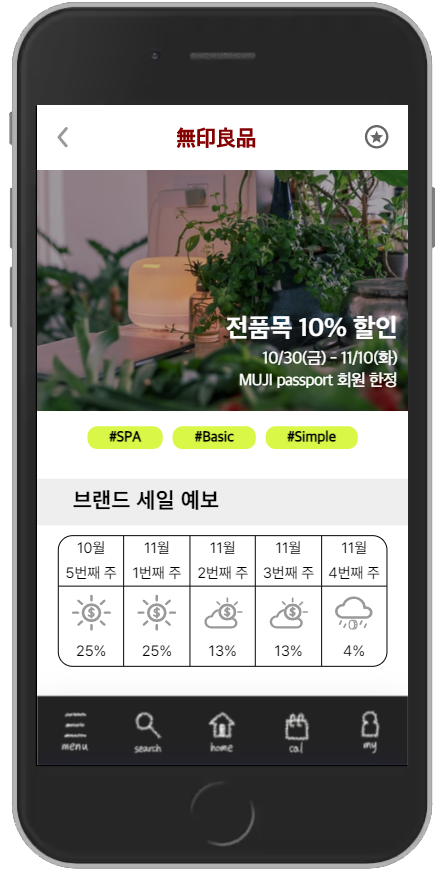 無印良品
전품목 10% 할인
10/30(금) - 11/10(화)
MUJI passport 회원 한정
#SPA #Basic #Simple
브랜드 세일 예보
10월 11월 11월 11월 11월
5번째 주 1번째 주 2번째 주 3번째 주 4번째 주
$ $ $ $
25% 25% 13% 13% 4%
menu search home cal my